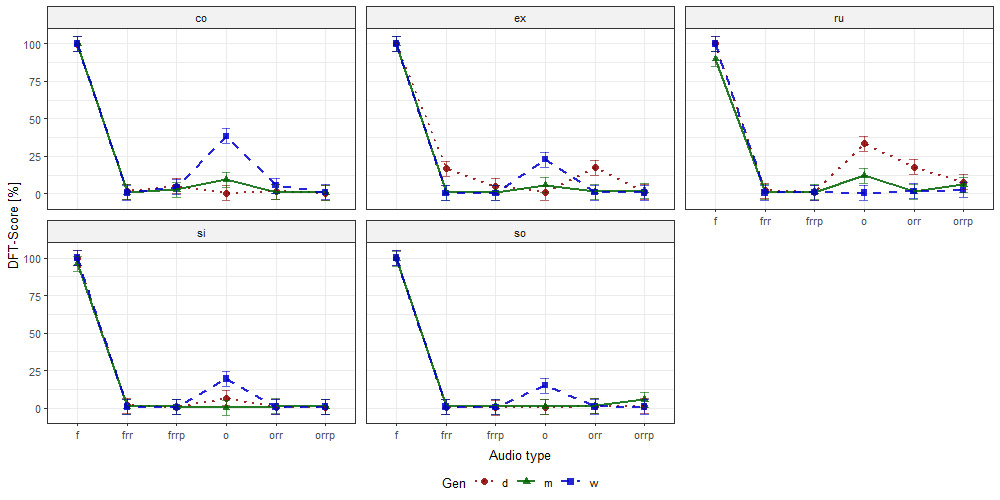 co ex ru
100
75
50
25
0
f frr frrp o orr orrp
si so
100
75
50
25
0
f frr frrp o orr orrp f frr frrp o orr orrp
DFT-Score [%]
Audio type
Gen d m w